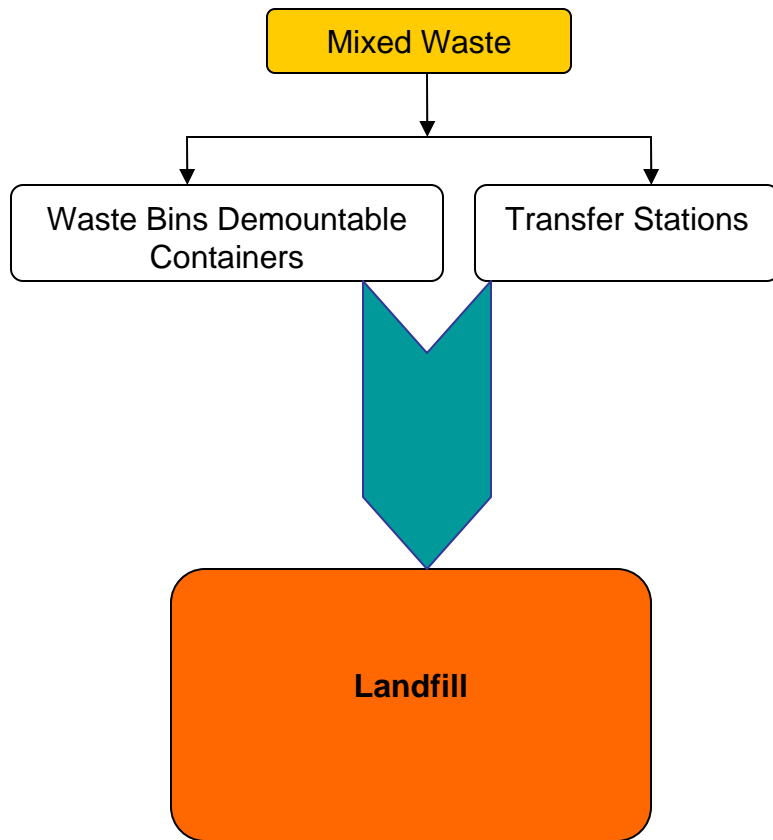 Mixed Waste
Waste Bins Demountable
Containers
Transfer Stations
Landfill